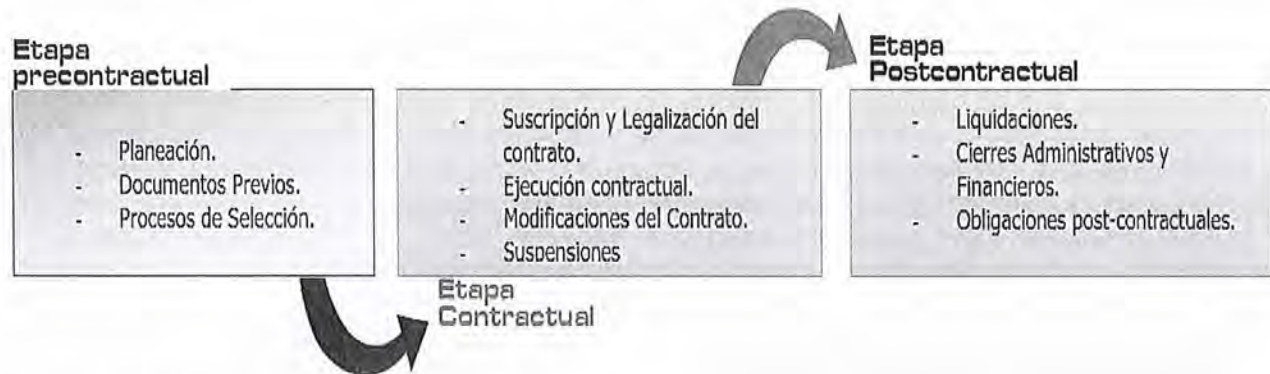 Etapa
precontractual
- Planeación.
- Documentos Previos.
- Procesos de Selección.
- Suscripción y Legalización del
contrato.
- Ejecución contractual.
- Modificaciones del Contrato.
- Suspensiones
Etapa
Contractual
Etapa
Postcontractual
- Liquidaciones.
- Cierres Administrativos y
Financieros.
- Obligaciones post-contractuales.